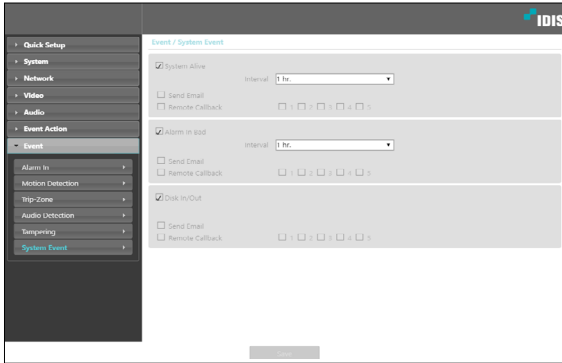 IDIS
Quick Setup
System
Network
Video
Audio
Event Action
Event
Alarm In
Motion Detection
Trip-Zone
Audio Detection
Tampering
System Event
Event / System Event
System Alive
Interval 1 hr.
Send Email
Remote Callback 1 2 3 4 5
Alarm In Bad
Interval 1 hr.
Send Email
Remote Callback 1 2 3 4 5
Disk In/Out
Send Email
Remote Callback 1 2 3 4 5
Save